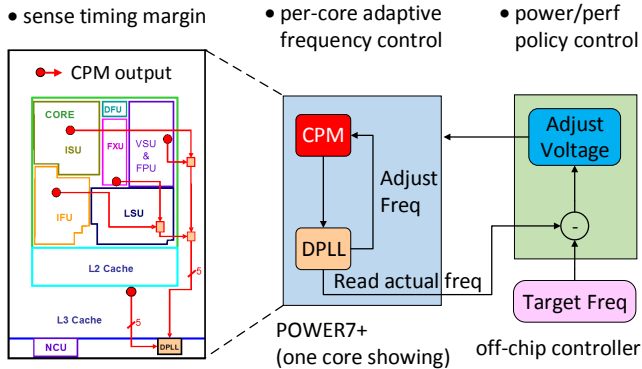 • sense timing margin
• per-core adaptive
frequency control
• power/perf
policy control
CPM output
CORE
ISU
DFU
FXU
VSU
&
FPU
IFU
LSU
L2 Cache
5
L3 Cache
5
NCU
DPLL
CPM
Adjust
Freq
DPLL
Read actual freq
POWER7+
(one core showing)
Adjust
Voltage
-
Target Freq
off-chip controller